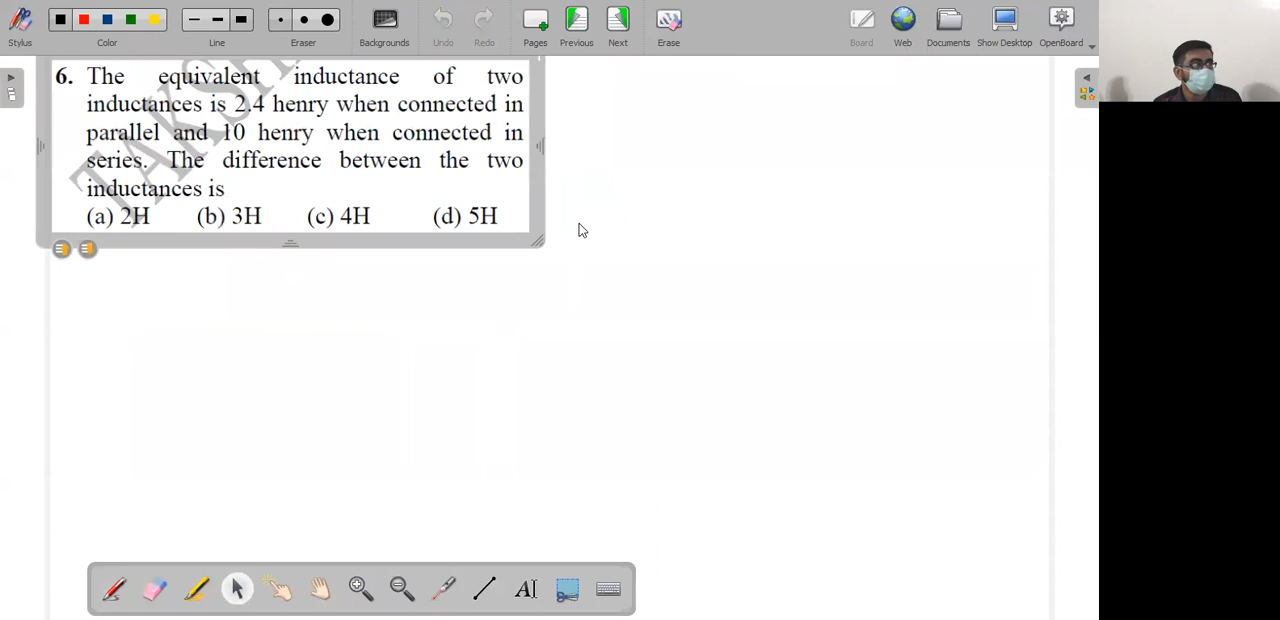 Stylus Color Line Eraser Backgrounds Undo Redo Pages Previous Next Erase Board Web Documents Show Desktop OpenBoard
6. The equivalent inductance of two
inductances is 2.4 henry when connected in
parallel and 10 henry when connected in
series. The difference between the two
inductances is
(a) 2H (b) 3H (c) 4H (d) 5H
TAKSH